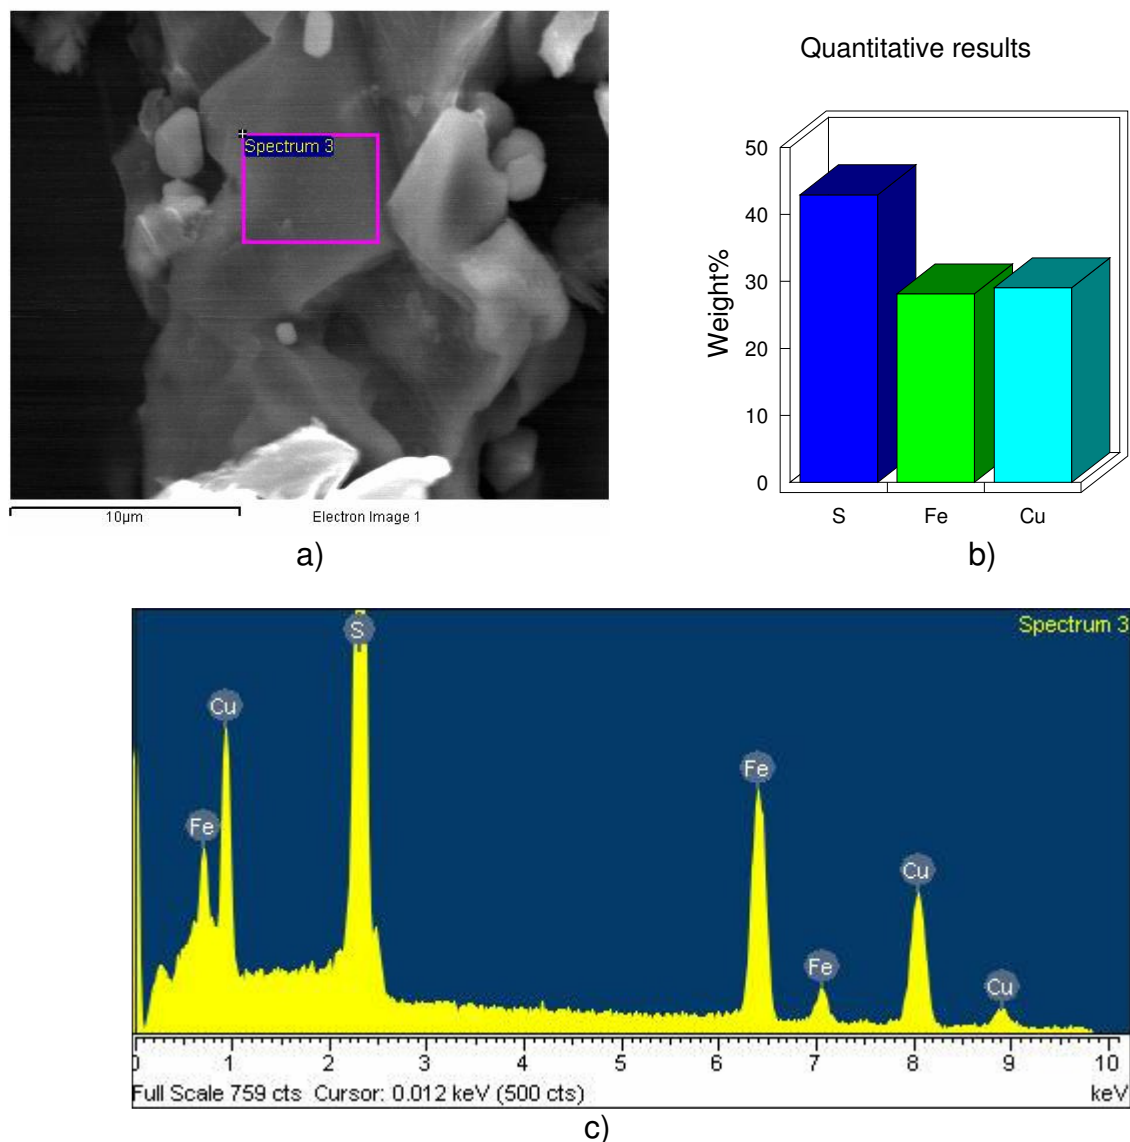 Spectrum 3
10µm
Electron Image 1
a)
Quantitative results
Weight%
50
40
30
20
10
0
S
Fe
Cu
b)
Spectrum 3
S
Cu
Fe
Fe
Cu
Fe
Cu
0 1 2 3 4 5 6 7 8 9 10
Full Scale 759 cts Cursor: 0.012 keV (500 cts)
keV
c)